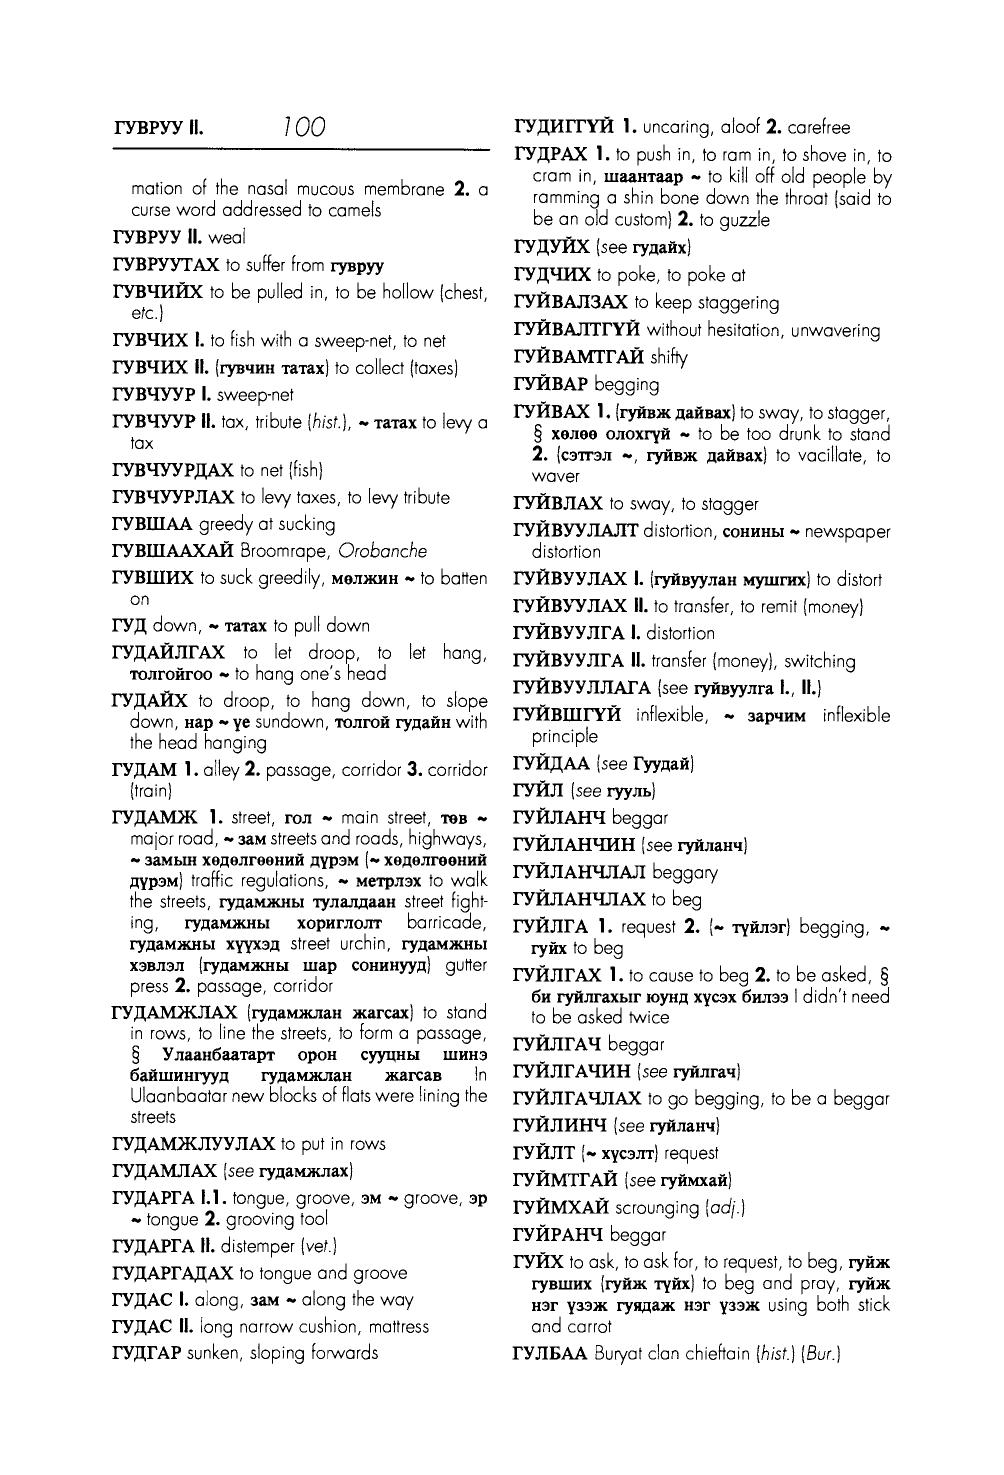 ГУВРУУ II. 100
mation of the nasal mucous membrane 2. a
curse word addressed to camels
ГУВРУУ II. weal
ГУВРУУТАХ to suffer from гувруу
ГУВЧИЙХ to be pulled in, to be hollow (chest,
etc.)
ГУВЧИХ I. to fish with a sweep-net, to net
ГУВЧИХ II. (гувчин татах) to collect (taxes)
ГУВЧУУР I. sweep-net
ГУВЧУУР II. tax, tribute (hist.), ~ татах to levy a
tax
ГУВЧУУРДАХ to net (fish)
ГУВЧУУРЛАХ to levy taxes, to levy tribute
ГУВШАА greedy at sucking
ГУВШААХАЙ Broomrape, Orobanche
ГУВШИХ to suck greedily, мөлжин ~ to batten
on
ГУД down, ~ татах to pull down
ГУДАЙЛГАХ to let droop, to let hang,
толгойгоо ~ to hang one's head
ГУДАЙХ to droop, to hang down, to slope
down, нар ~ үе sundown, толгой гудайн with
the head hanging
ГУДАМ 1. alley 2. passage, corridor 3. corridor
(train)
ГУДАМЖ 1. street, гол ~ main street, төв ~
major road, ~ зам streets and roads, highways,
~ замын хөдөлгөөний дүрэм (~ хөдөлгөөний
дүрэм) traffic regulations, ~ метрлэх to walk
the streets, гудамжны тулалдаан street fight-
ing, гудамжны хориглолт barricade,
гудамжны хүүхэд street urchin, гудамжны
хэвлэл (гудамжны шар сонинууд) gutter
press 2. passage, corridor
ГУДАМЖЛАХ (гудамжлан жагсах) to stand
in rows, to line the streets, to form a passage,
§ Улаанбаатарт орон сууцны шинэ
байшингууд гудамжлан жагсав In
Ulaanbaatar new blocks of flats were lining the
streets
ГУДАМЖЛУУЛАХ to put in rows
ГУДАМЛАХ (see гудамжлах)
ГУДАРГА I.1. tongue, groove, эм ~ groove, эр
~ tongue 2. grooving tool
ГУДАРГА II. distemper (vet.)
ГУДАРГАДАХ to tongue and groove
ГУДАС I. along, зам ~ along the way
ГУДАС II. long narrow cushion, mattress
ГУДГАР sunken, sloping forwards
ГУДИГГҮЙ 1. uncaring, aloof 2. carefree
ГУДРАХ 1. to push in, to ram in, to shove in, to
cram in, шаантаар ~ to kill off old people by
ramming a shin bone down the throat (said to
be an old custom) 2. to guzzle
ГУДУЙХ (see гудайх)
ГУДЧИХ to poke, to poke at
ГУЙВАЛЗАХ to keep staggering
ГУЙВАЛТГҮЙ without hesitation, unwavering
ГУЙВАМТГАЙ shifty
ГУЙВАР begging
ГУЙВАХ 1. (гуйвж дайвах) to sway, to stagger,
§ хөлөө олохгүй ~ to be too drunk to stand
2. (сэтгэл ~, гуйвж дайвах) to vacillate, to
waver
ГУЙВЛАХ to sway, to stagger
ГУЙВУУЛАЛТ distortion, сонины ~ newspaper
distortion
ГУЙВУУЛАХ I. (гуйвуулан мушгих) to distort
ГУЙВУУЛАХ II. to transfer, to remit (money)
ГУЙВУУЛГА I. distortion
ГУЙВУУЛГА II. transfer (money), switching
ГУЙВУУЛЛАГА (see гуйвуулга I., II.)
ГУЙВШГҮЙ inflexible, ~ зарчим inflexible
principle
ГУЙДАА (see Гуудай)
ГУЙЛ (see гууль)
ГУЙЛАНЧ beggar
ГУЙЛАНЧИН (see гуйланч)
ГУЙЛАНЧЛАЛ beggary
ГУЙЛАНЧЛАХ to beg
ГУЙЛГА 1. request 2. (~ түйлэг) begging, ~
гуйх to beg
ГУЙЛГАХ 1. to cause to beg 2. to be asked, §
би гуйлгахыг юунд хүсэх билээ I didn't need
to be asked twice
ГУЙЛГАЧ beggar
ГУЙЛГАЧИН (see гуйлгач)
ГУЙЛГАЧЛАХ to go begging, to be a beggar
ГУЙЛИНЧ (see гуйланч)
ГУЙЛТ (~ хүсэлт) request
ГУЙМТГАЙ (see гуймхай)
ГУЙМХАЙ scrounging (adj.)
ГУЙРАНЧ beggar
ГУЙХ to ask, to ask for, to request, to beg, гуйж
гувших (гуйж түйх) to beg and pray, гуйж
нэг үзэж гуядаж нэг үзэж using both stick
and carrot
ГУЛБАА Buryat clan chieftain (hist.) (Bur.)